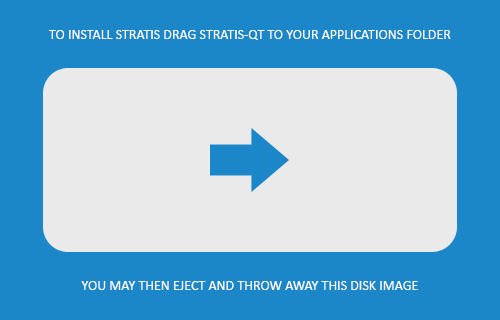 TO INSTALL STRATIS DRAG STRATIS-QT TO YOUR APPLICATIONS FOLDER
YOU MAY THEN EJECT AND THROW AWAY THIS DISK IMAGE